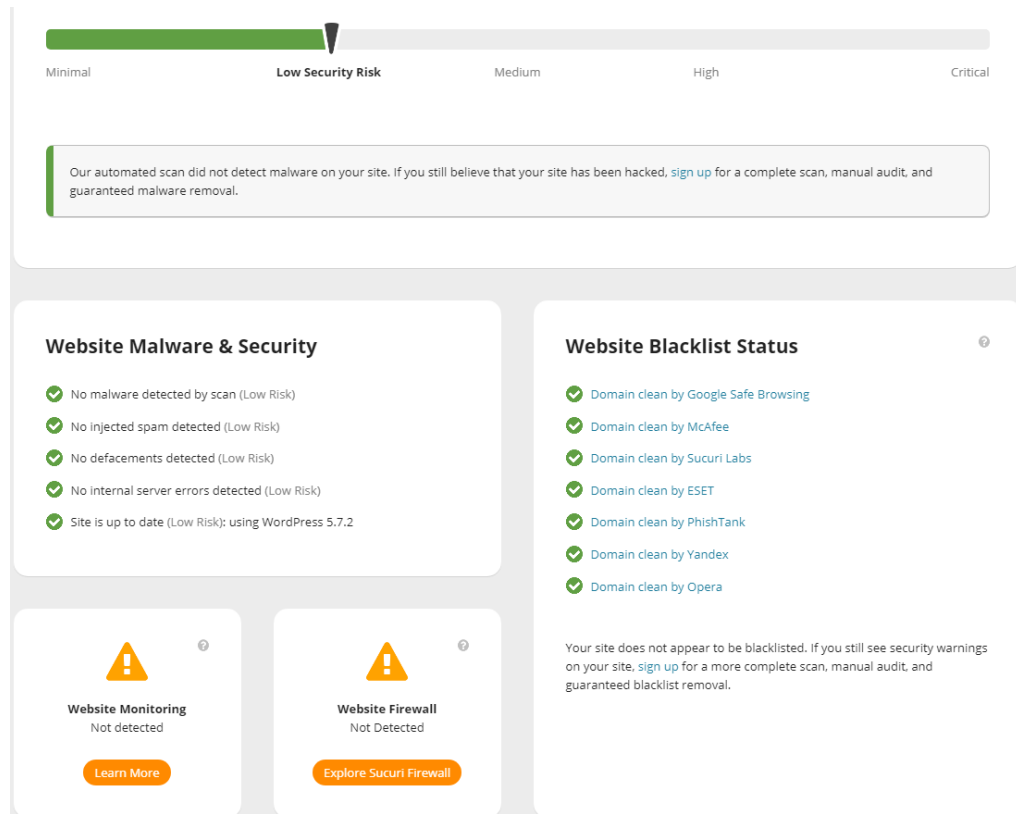 Minimal
Low Security Risk
Medium
High
Critical
Our automated scan did not detect malware on your site. If you still believe that your site has been hacked, sign up for a complete scan, manual audit, and
guaranteed malware removal.
Website Malware & Security
No malware detected by scan (Low Risk)
No injected spam detected (Low Risk)
No defacements detected (Low Risk)
No internal server errors detected (Low Risk)
Site is up to date (Low Risk): using WordPress 5.7.2
Website Blacklist Status
?
Domain clean by Google Safe Browsing
Domain clean by McAfee
Domain clean by Sucuri Labs
Domain clean by ESET
Domain clean by PhishTank
Domain clean by Yandex
Domain clean by Opera
Your site does not appear to be blacklisted. If you still see security warnings
on your site, sign up for a more complete scan, manual audit, and
guaranteed blacklist removal.
?
Website Monitoring
Not detected
Learn More
?
Website Firewall
Not Detected
Explore Sucuri Firewall